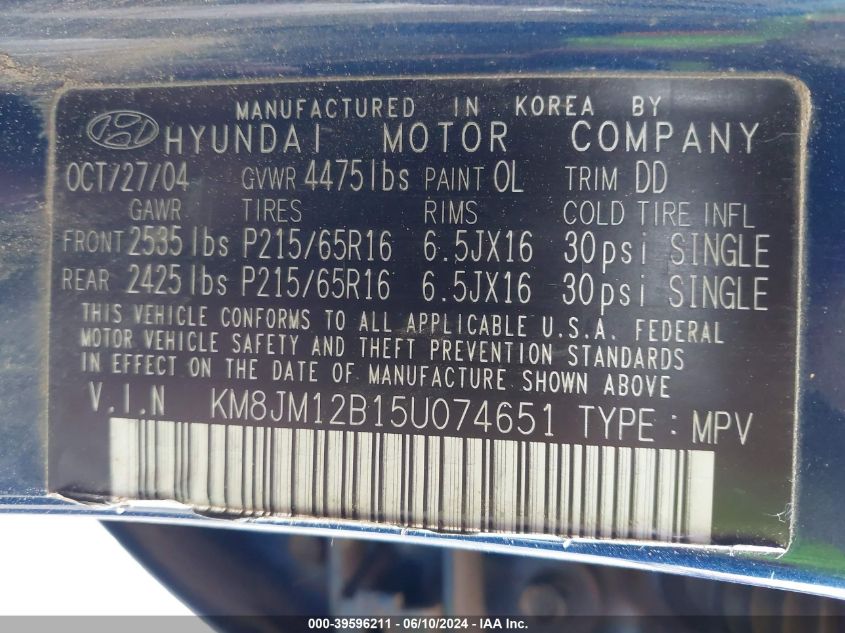 MANUFACTURED IN KOREA BY
HYUNDAI MOTOR COMPANY
OCT/27/04 GVWR 4475lbs PAINT 0L TRIM DD
GAWR TIRES RIMS COLD TIRE INFL
FRONT 2535lbs P215/65R16 6.5JX16 30psi SINGLE
REAR 2425lbs P215/65R16 6.5JX16 30psi SINGLE
THIS VEHICLE CONFORMS TO ALL APPLICABLE U.S.A. FEDERAL
MOTOR VEHICLE SAFETY AND THEFT PREVENTION STANDARDS
IN EFFECT ON THE DATE OF MANUFACTURE SHOWN ABOVE
V.I.N KM8JM12B15U074651 TYPE : MPV
000-39596211 - 06/10/2024 - IAA Inc.